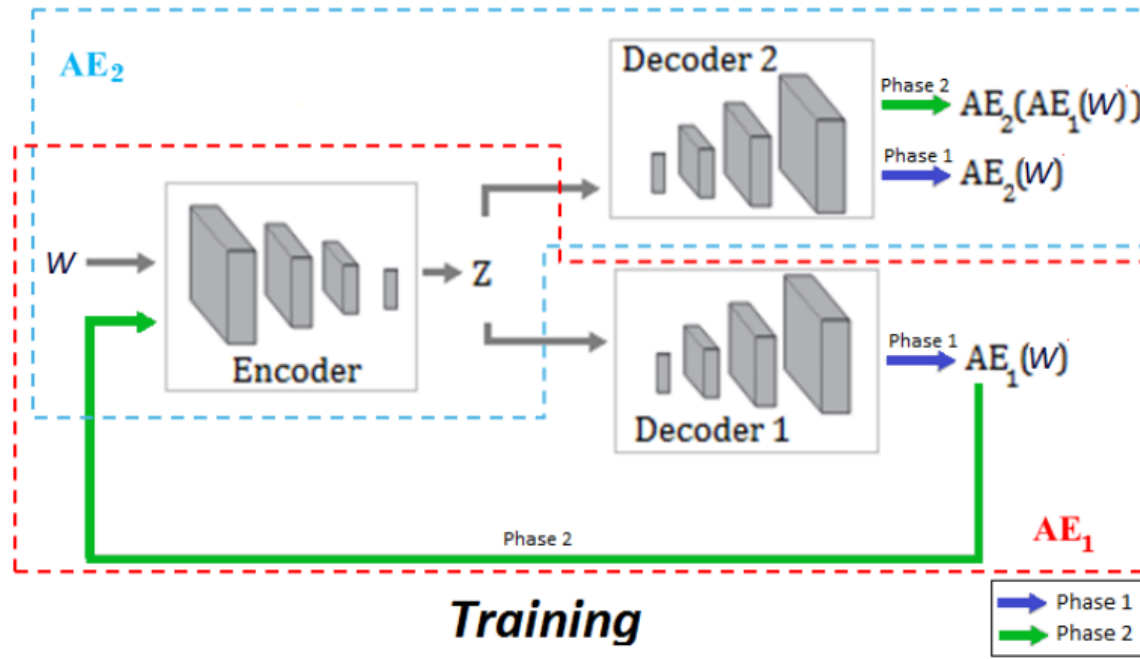 AE₂
Decoder 2
Phase 2
AE₂(AE₁(W))
Phase 1
AE₂(W)
W
Z
Encoder
Phase 1
AE₁(W)
Decoder 1
Phase 2
AE₁
Training
Phase 1
Phase 2